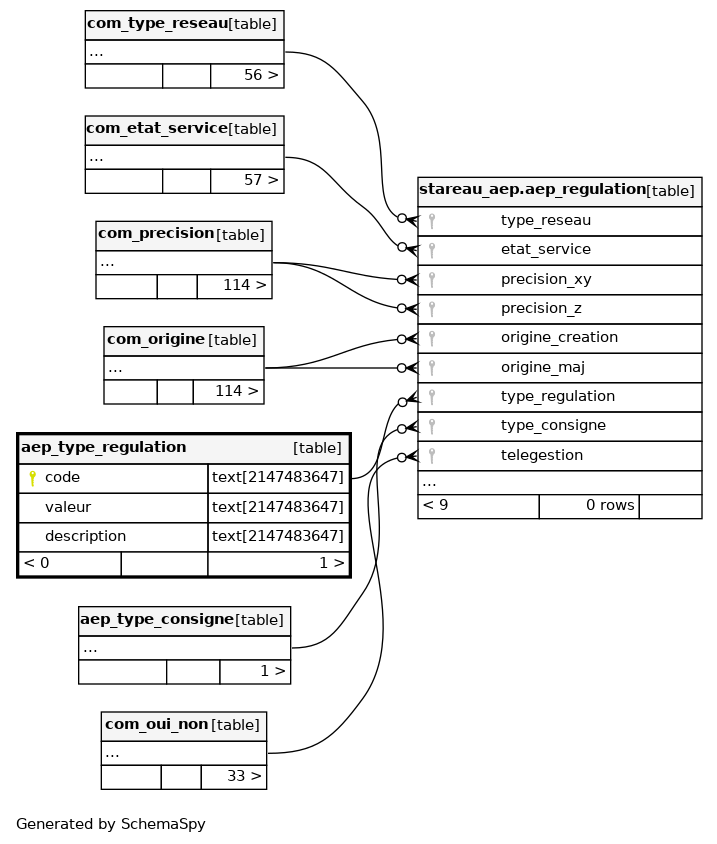 com_type_reseau [table]
...
56 >
com_etat_service [table]
...
57 >
com_precision [table]
...
114 >
com_origine [table]
...
114 >
aep_type_regulation [table]
code text[2147483647]
valeur text[2147483647]
description text[2147483647]
< 0 1 >
aep_type_consigne [table]
...
1 >
com_oui_non [table]
...
33 >
stareau_aep.aep_regulation [table]
type_reseau
etat_service
precision_xy
precision_z
origine_creation
origine_maj
type_regulation
type_consigne
telegestion
...
< 9 0 rows
Generated by SchemaSpy